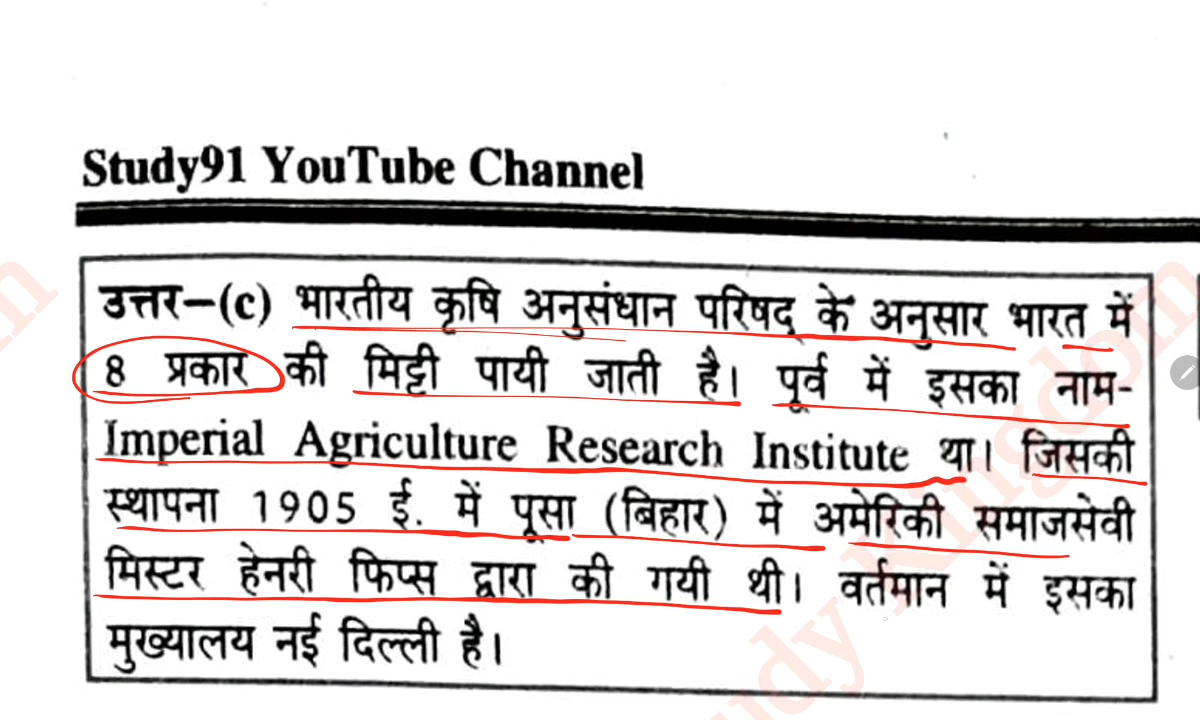 Study91 YouTube Channel
उत्तर–(c) भारतीय कृषि अनुसंधान परिषद् के अनुसार भारत में
8 प्रकार की मिट्टी पायी जाती है। पूर्व में इसका नाम-
Imperial Agriculture Research Institute था। जिसकी
स्थापना 1905 ई. में पूसा (बिहार) में अमेरिकी समाजसेवी
मिस्टर हेनरी फिप्स द्वारा की गयी थी। वर्तमान में इसका
मुख्यालय नई दिल्ली है।